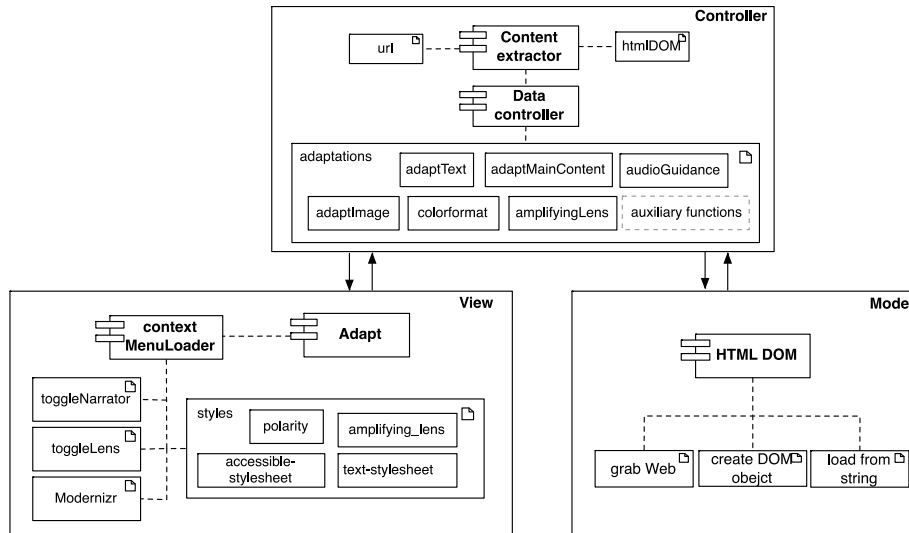 Controller
url
Content
extractor
htmlDOM
Data
controller
adaptations
adaptText
adaptMainContent
audioGuidance
adaptImage
colorformat
amplifyingLens
auxiliary functions
View
context
MenuLoader
Adapt
toggleNarrator
toggleLens
Modernizr
styles
polarity
amplifying_lens
accessible-
stylesheet
text-stylesheet
Mode
HTML DOM
grab Web
create DOM
obejct
load from
string